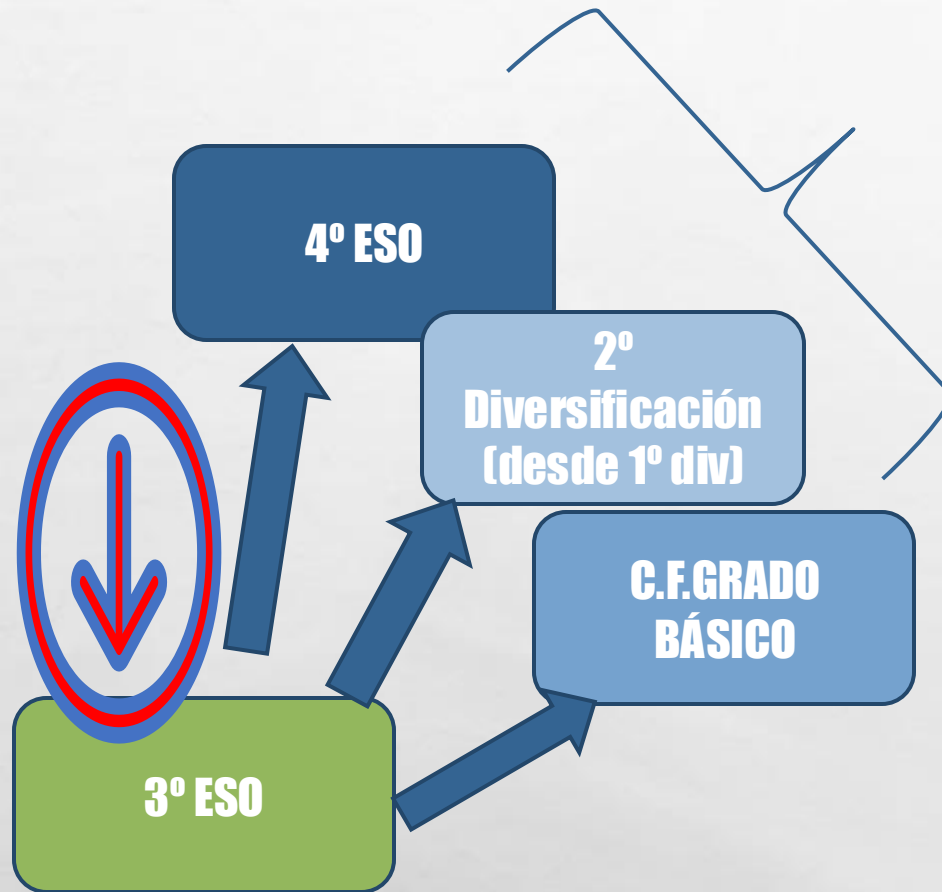 4º ESO
2º
Diversificación
(desde 1º div)
C.F.GRADO
BÁSICO
3º ESO